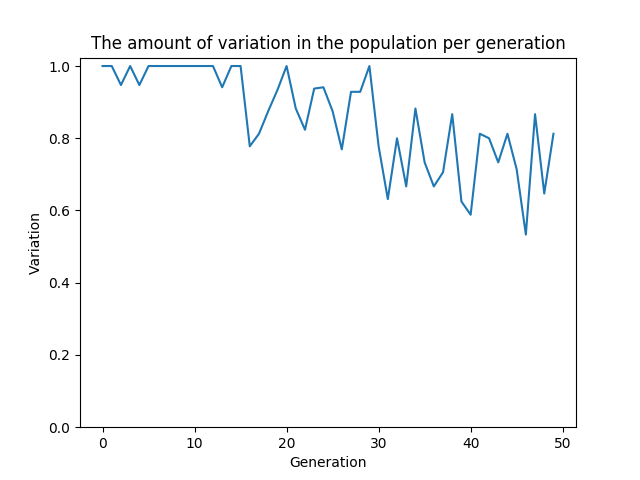 The amount of variation in the population per generation
1.0
0.8
0.6
0.4
0.2
0.0
Variation
0 10 20 30 40 50
Generation